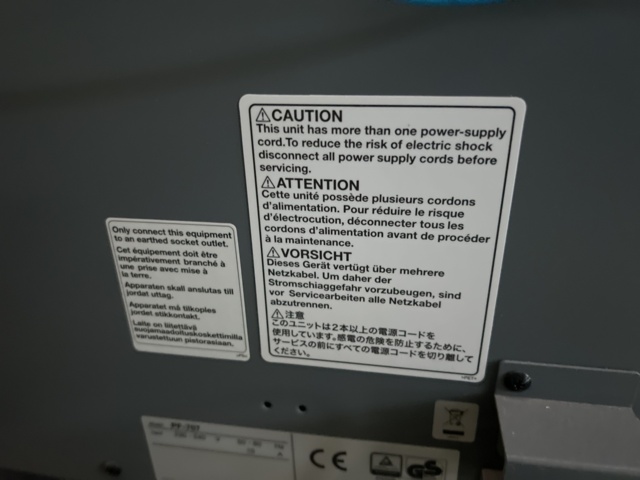 ⚠CAUTION
This unit has more than one power-supply
cord.To reduce the risk of electric shock
disconnect all power supply cords before
servicing.
⚠ATTENTION
Cette unité possède plusieurs cordons
d'alimentation. Pour réduire le risque
d'électrocution, déconnecter tous les
cordons d'alimentation avant de procéder
à la maintenance.
⚠VORSICHT
Dieses Gerät vertügt über mehrere
Netzkabel. Um daher der
Stromschlaggefahr vorzubeugen, sind
vor Servicearbeiten alle Netzkabel
abzutrennen.
⚠注意
このユニットは2本以上の電源コードを
使用しています。感電の危険を防止するために、
サービスの前にすべての電源コードを切り離して
ください。
Only connect this equipment
to an earthed socket outlet.
Cet équipement doit être
impérativement branché à
une prise avec mise à
la terre.
Apparaten skall anslutas till
jordat uttag.
Apparatet må tilkoples
jordet stikkontakt.
Laite on liitettävä
suojamaadoituskoskettimilla
varustettuun pistorasiaan.
PF-707
CE
GS